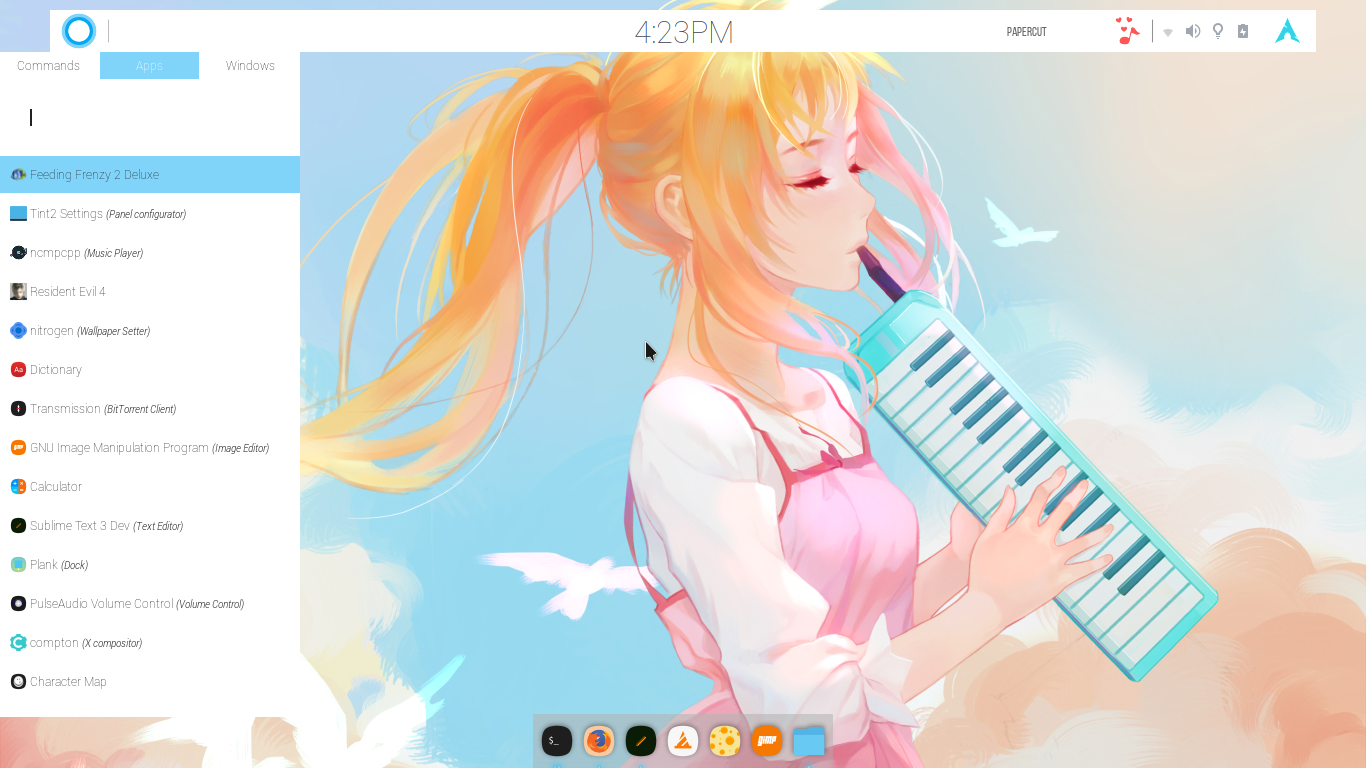 4:23PM
PAPERCUT
Commands Apps Windows
Feeding Frenzy 2 Deluxe
Tint2 Settings (Panel configurator)
ncmpcpp (Music Player)
Resident Evil 4
nitrogen (Wallpaper Setter)
Aa Dictionary
Transmission (BitTorrent Client)
GNU Image Manipulation Program (Image Editor)
Calculator
Sublime Text 3 Dev (Text Editor)
Plank (Dock)
PulseAudio Volume Control (Volume Control)
compton (X compositor)
Character Map
$_ gimp